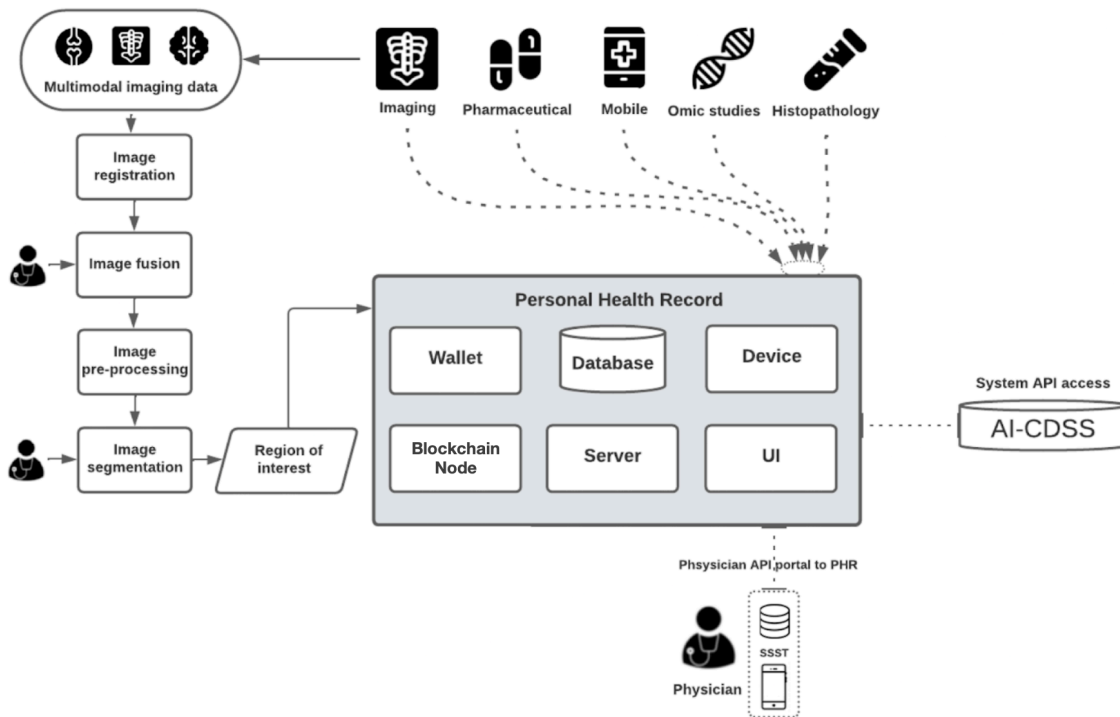 Multimodal imaging data
Imaging
Pharmaceutical
Mobile
Omic studies
Histopathology
Image
registration
Image fusion
Image
pre-processing
Image
segmentation
Region of
interest
Personal Health Record
Wallet
Database
Device
Blockchain
Node
Server
UI
System API access
AI-CDSS
Phsysician API portal to PHR
SSST
Physician